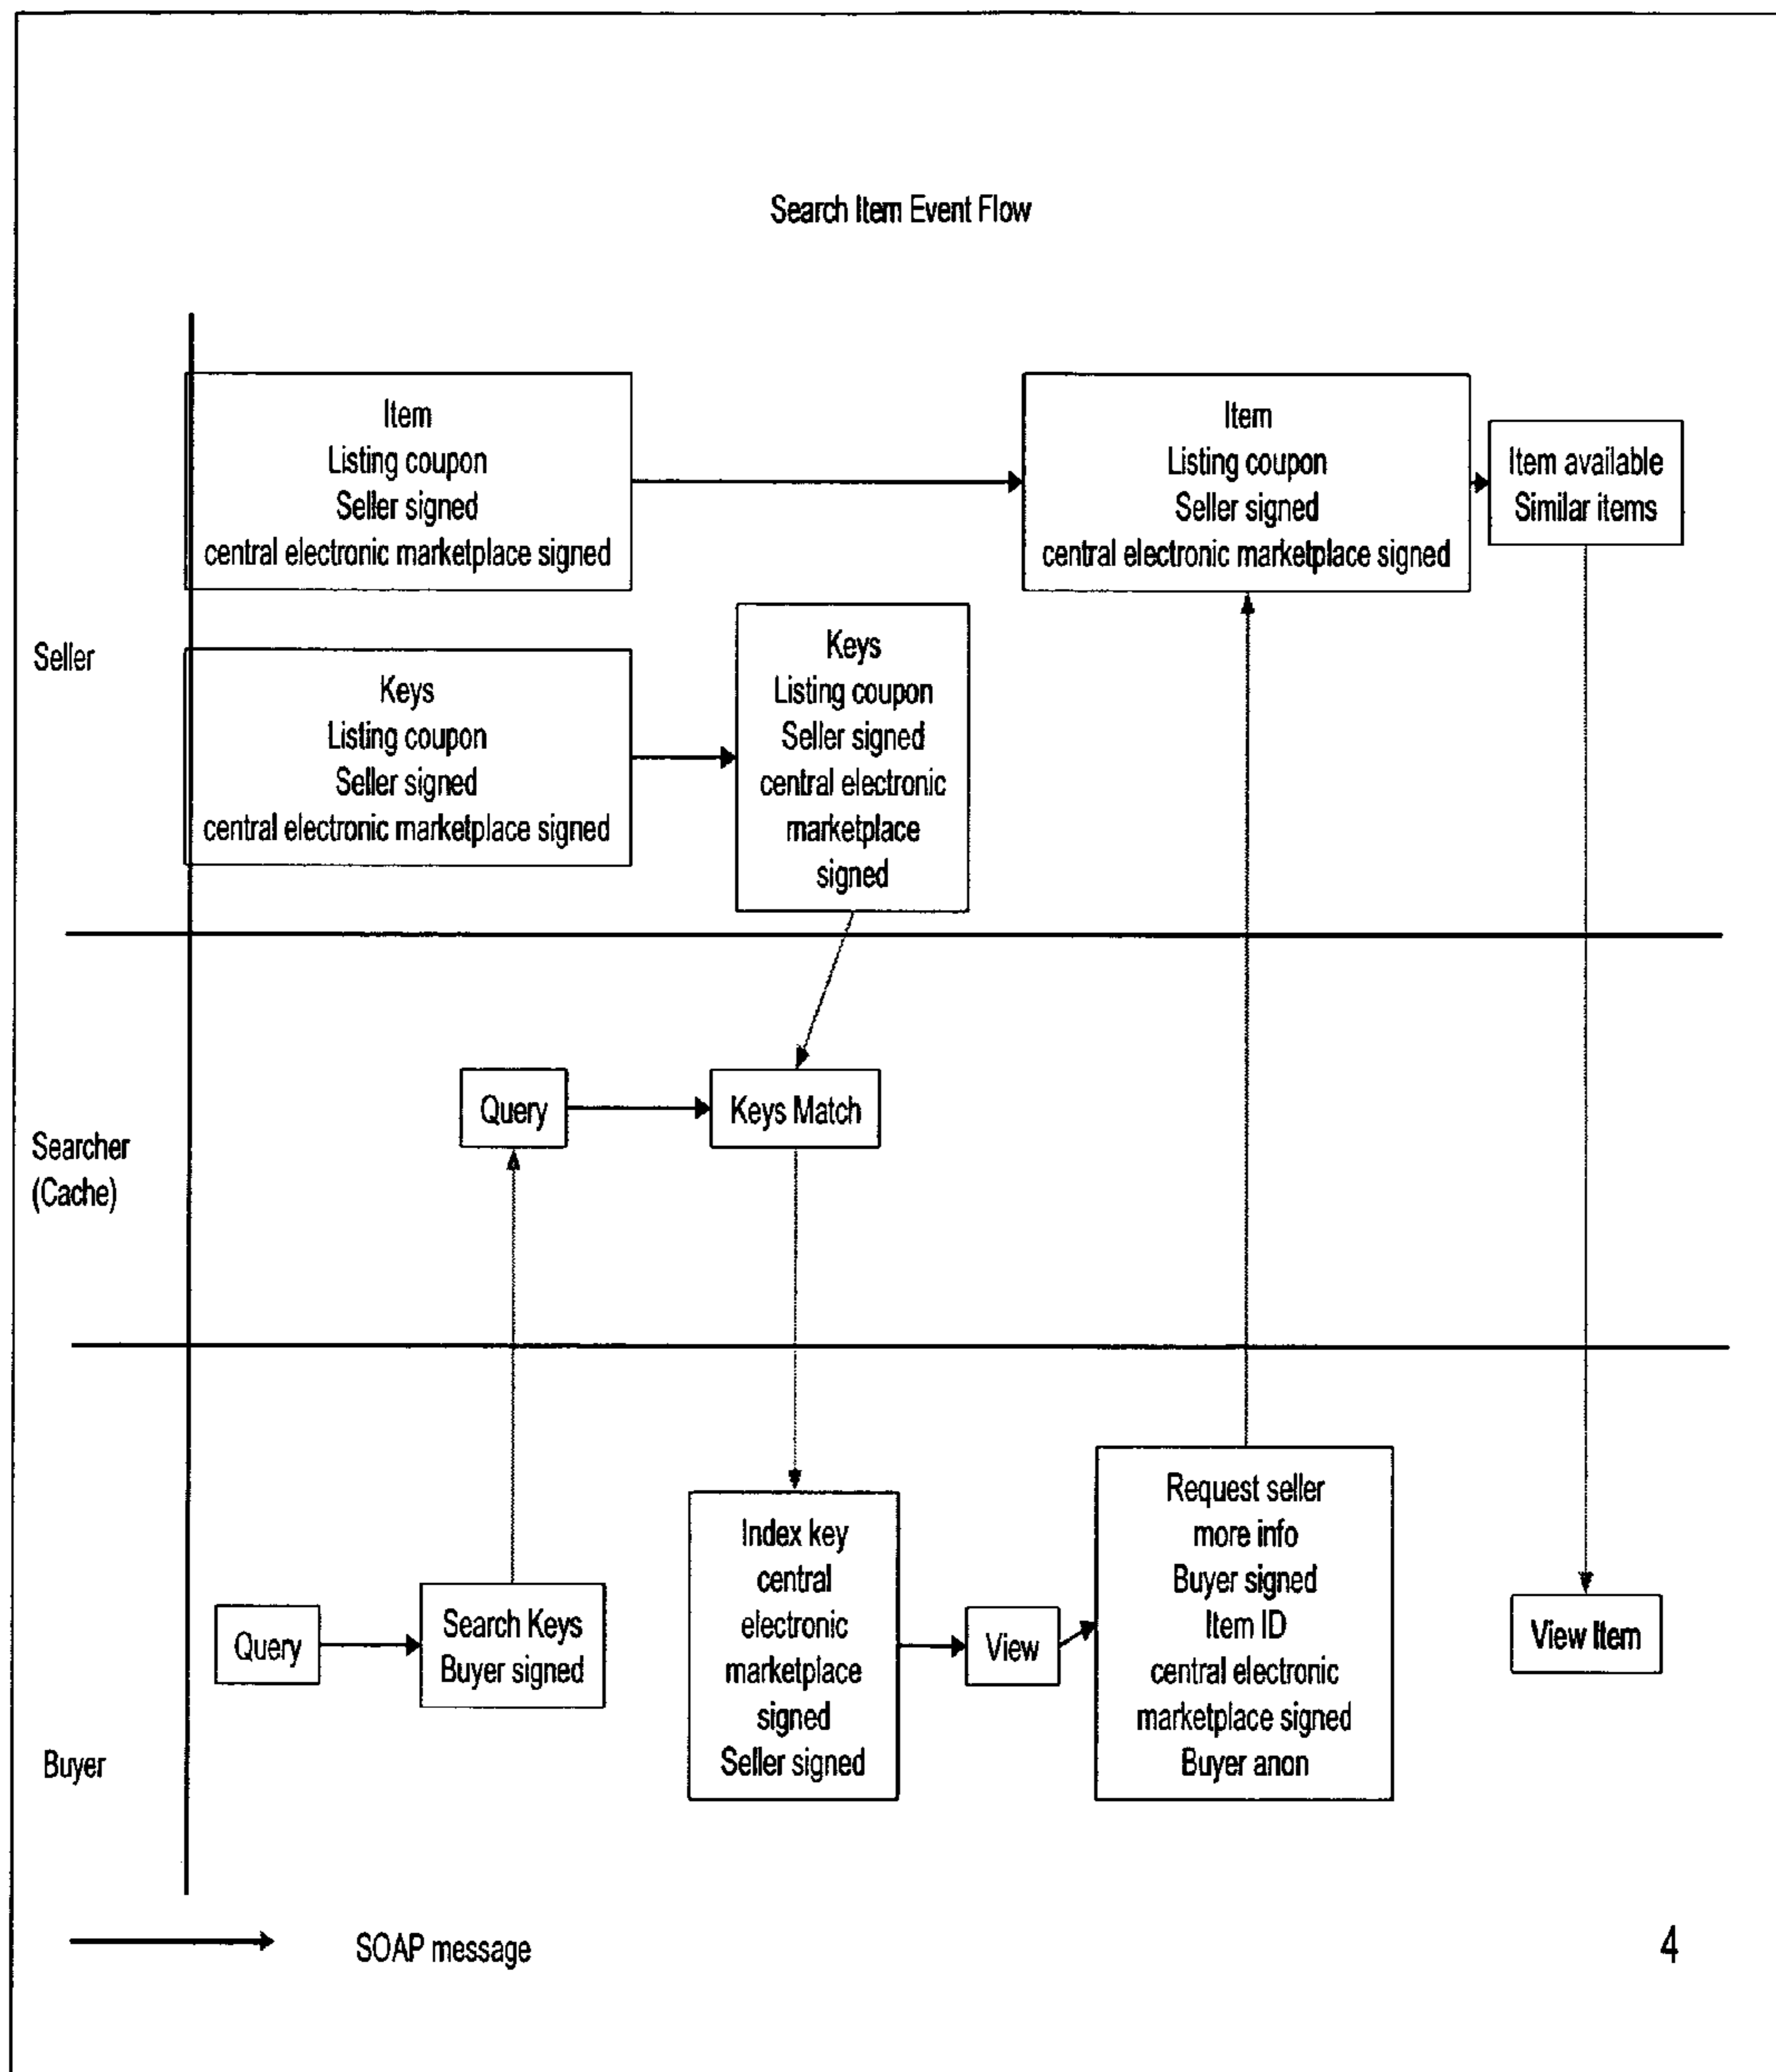 Search Item Event Flow
Item
Listing coupon
Seller signed
central electronic marketplace signed
Item
Listing coupon
Seller signed
central electronic marketplace signed
Item available
Similar items
Seller
Keys
Listing coupon
Seller signed
central electronic marketplace signed
Keys
Listing coupon
Seller signed
central electronic
marketplace
signed
Searcher
(Cache)
Query
Keys Match
Buyer
Query
Search Keys
Buyer signed
Index key
central
electronic
marketplace
signed
Seller signed
View
Request seller
more info
Buyer signed
Item ID
central electronic
marketplace signed
Buyer anon
View Item
SOAP message
4